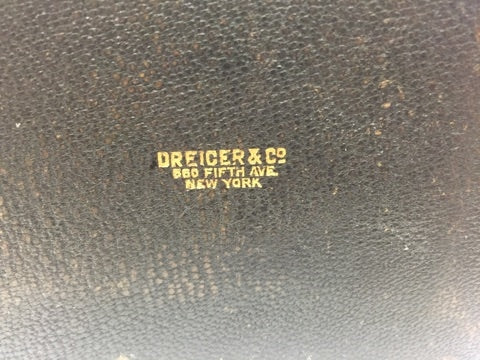 DREICER & Co
560 FIFTH AVE.
NEW YORK